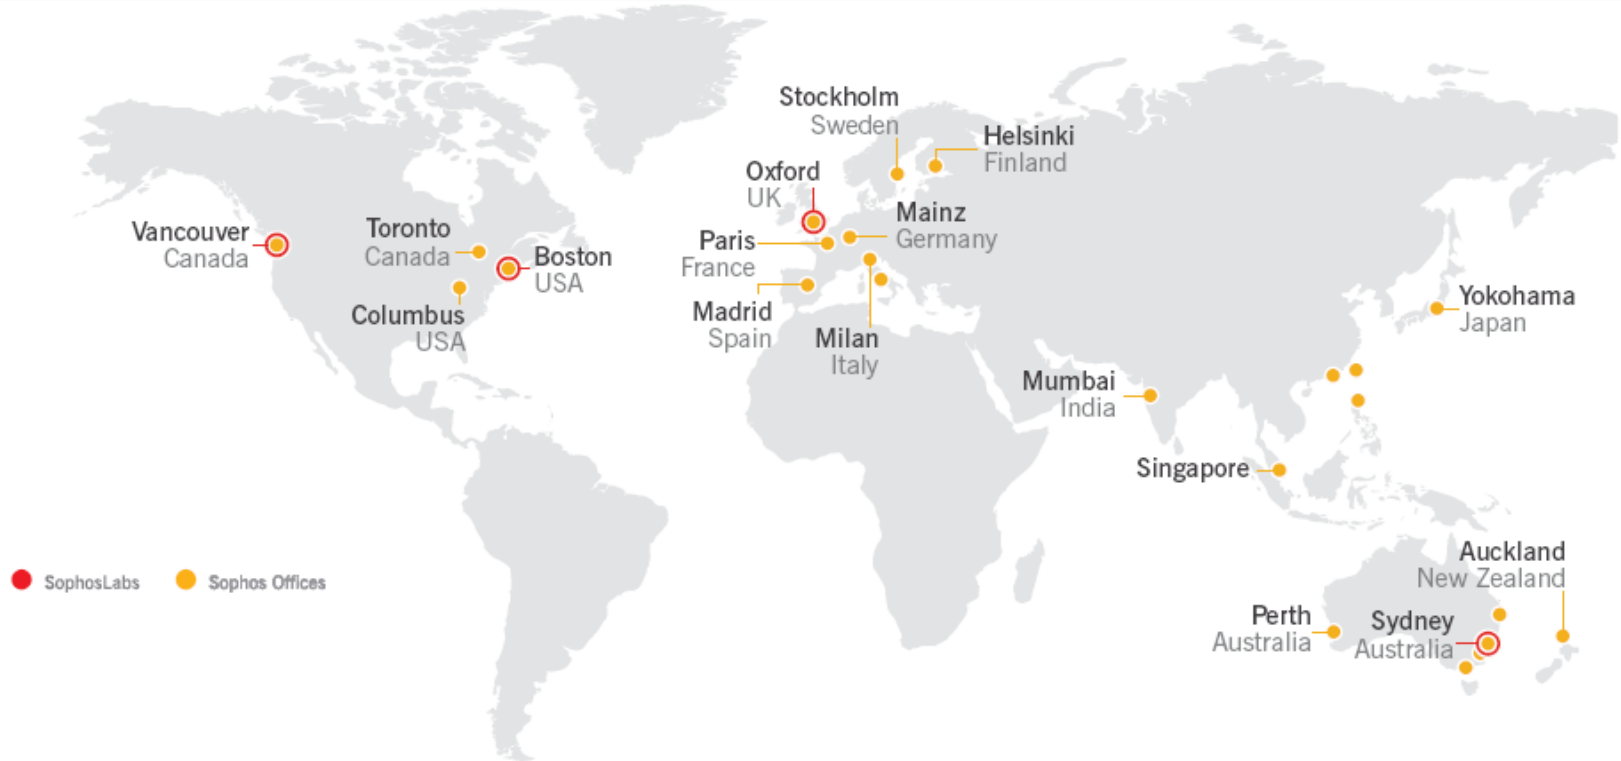 Stockholm
Sweden
Helsinki
Finland
Oxford
UK
Mainz
Germany
Vancouver
Canada
Toronto
Canada
Boston
USA
Paris
France
Columbus
USA
Madrid
Spain
Milan
Italy
Yokohama
Japan
Mumbai
India
Singapore
Auckland
New Zealand
SophosLabs
Sophos Offices
Perth
Australia
Sydney
Australia